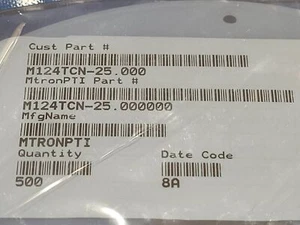 Cust Part #
M124TCN-25.000
MtronPTI Part #
M124TCN-25.000000
MfgName
MTRONPTI
Quantity Date Code
500 8A